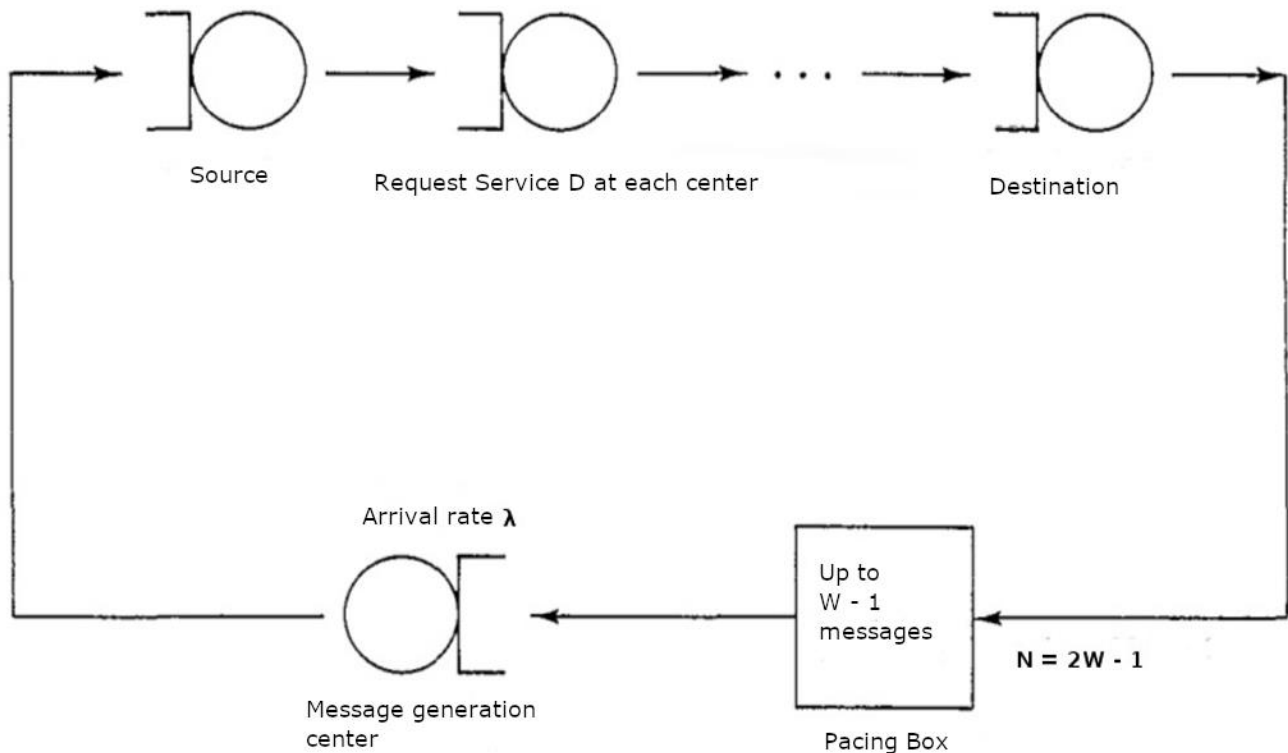 Source
Request Service D at each center
Destination
Arrival rate λ
Up to
W - 1
messages
N = 2W - 1
Message generation
center
Pacing Box